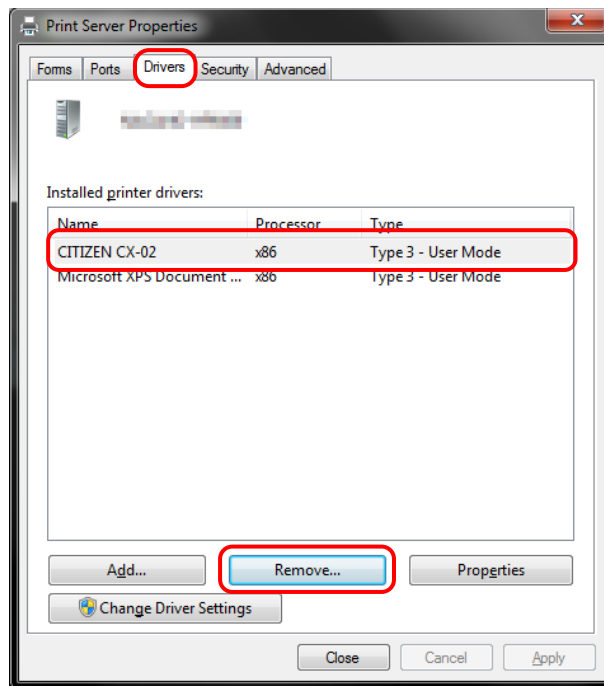 Print Server Properties
Forms Ports Drivers Security Advanced
Installed printer drivers:
Name Processor Type
CITIZEN CX-02 x86 Type 3 - User Mode
Microsoft XPS Document ... x86 Type 3 - User Mode
Add... Remove... Properties
Change Driver Settings
Close Cancel Apply